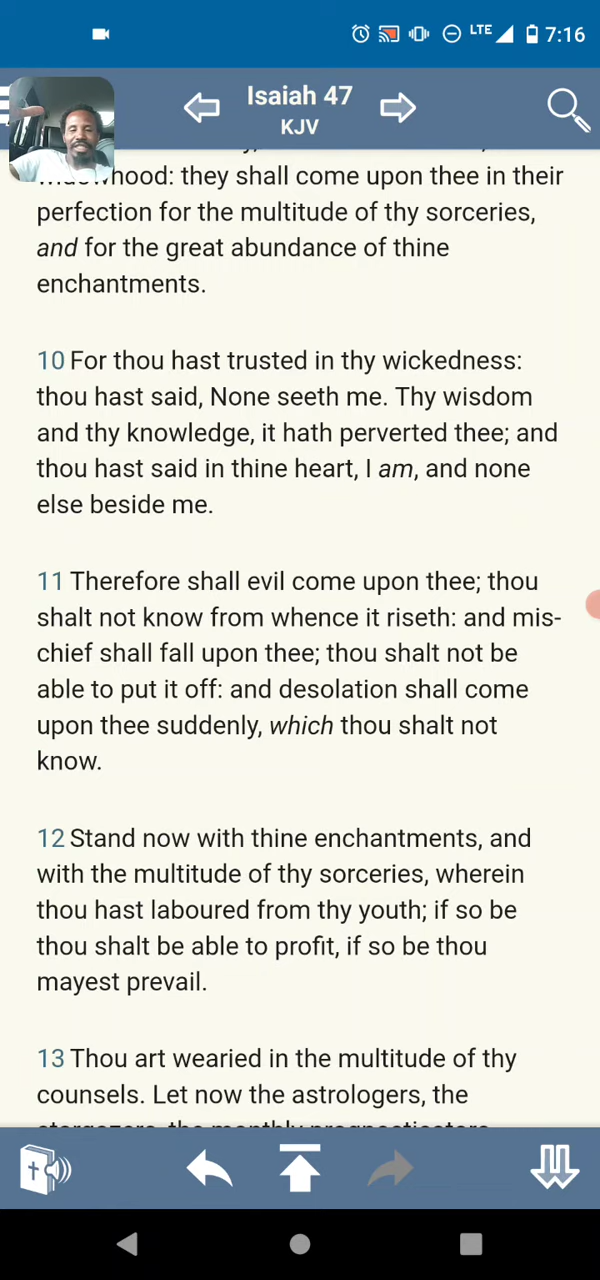 LTE 7:16
Isaiah 47
KJV
they shall come upon thee in their
perfection for the multitude of thy sorceries,
and for the great abundance of thine
enchantments.
10 For thou hast trusted in thy wickedness:
thou hast said, None seeth me. Thy wisdom
and thy knowledge, it hath perverted thee; and
thou hast said in thine heart, I am, and none
else beside me.
11 Therefore shall evil come upon thee; thou
shalt not know from whence it riseth: and mis-
chief shall fall upon thee; thou shalt not be
able to put it off: and desolation shall come
upon thee suddenly, which thou shalt not
know.
12 Stand now with thine enchantments, and
with the multitude of thy sorceries, wherein
thou hast laboured from thy youth; if so be
thou shalt be able to profit, if so be thou
mayest prevail.
13 Thou art wearied in the multitude of thy
counsels. Let now the astrologers, the